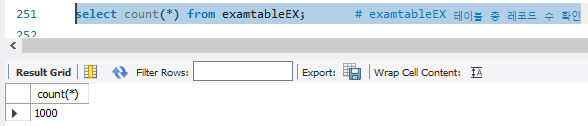 251 select count(*) from examtableEX; # examtableEX 테이블 총 레코드 수 확인
252
Result Grid Filter Rows: Export: Wrap Cell Content:
count(*)
1000